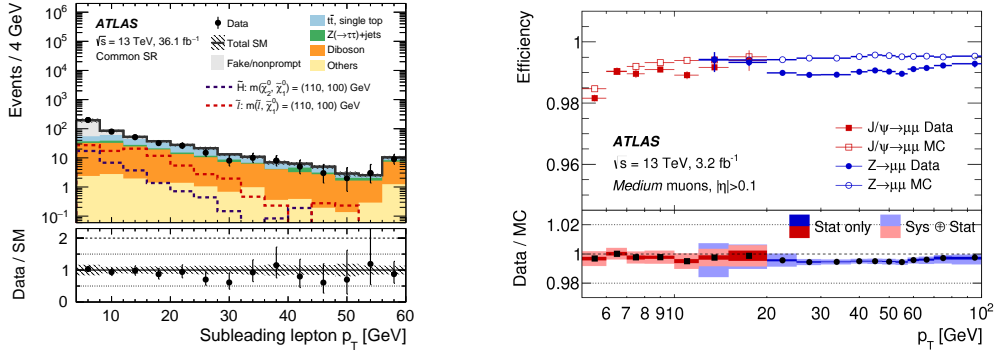 ATLAS
√s = 13 TeV, 36.1 fb⁻¹
Common SR
Data
Total SM
Fake/nonprompt
tt̄, single top
Z(→ττ)+jets
Diboson
Others
H̃: m(χ̃⁰₂, χ̃⁰₁) = (110, 100) GeV
l̃: m(l̃, χ̃⁰₁) = (110, 100) GeV
Events / 4 GeV
10⁶
10⁵
10⁴
10³
10²
10
1
10⁻¹
Data / SM
2
1
0
0 10 20 30 40 50 60
Subleading lepton p_T [GeV]
Efficiency
1
0.98
0.96
ATLAS
√s = 13 TeV, 3.2 fb⁻¹
Medium muons, |η|>0.1
J/ψ→μμ Data
J/ψ→μμ MC
Z→μμ Data
Z→μμ MC
Data / MC
1.02
1
0.98
Stat only
Sys ⊕ Stat
6 7 8 910 20 30 40 50 60 10²
p_T [GeV]